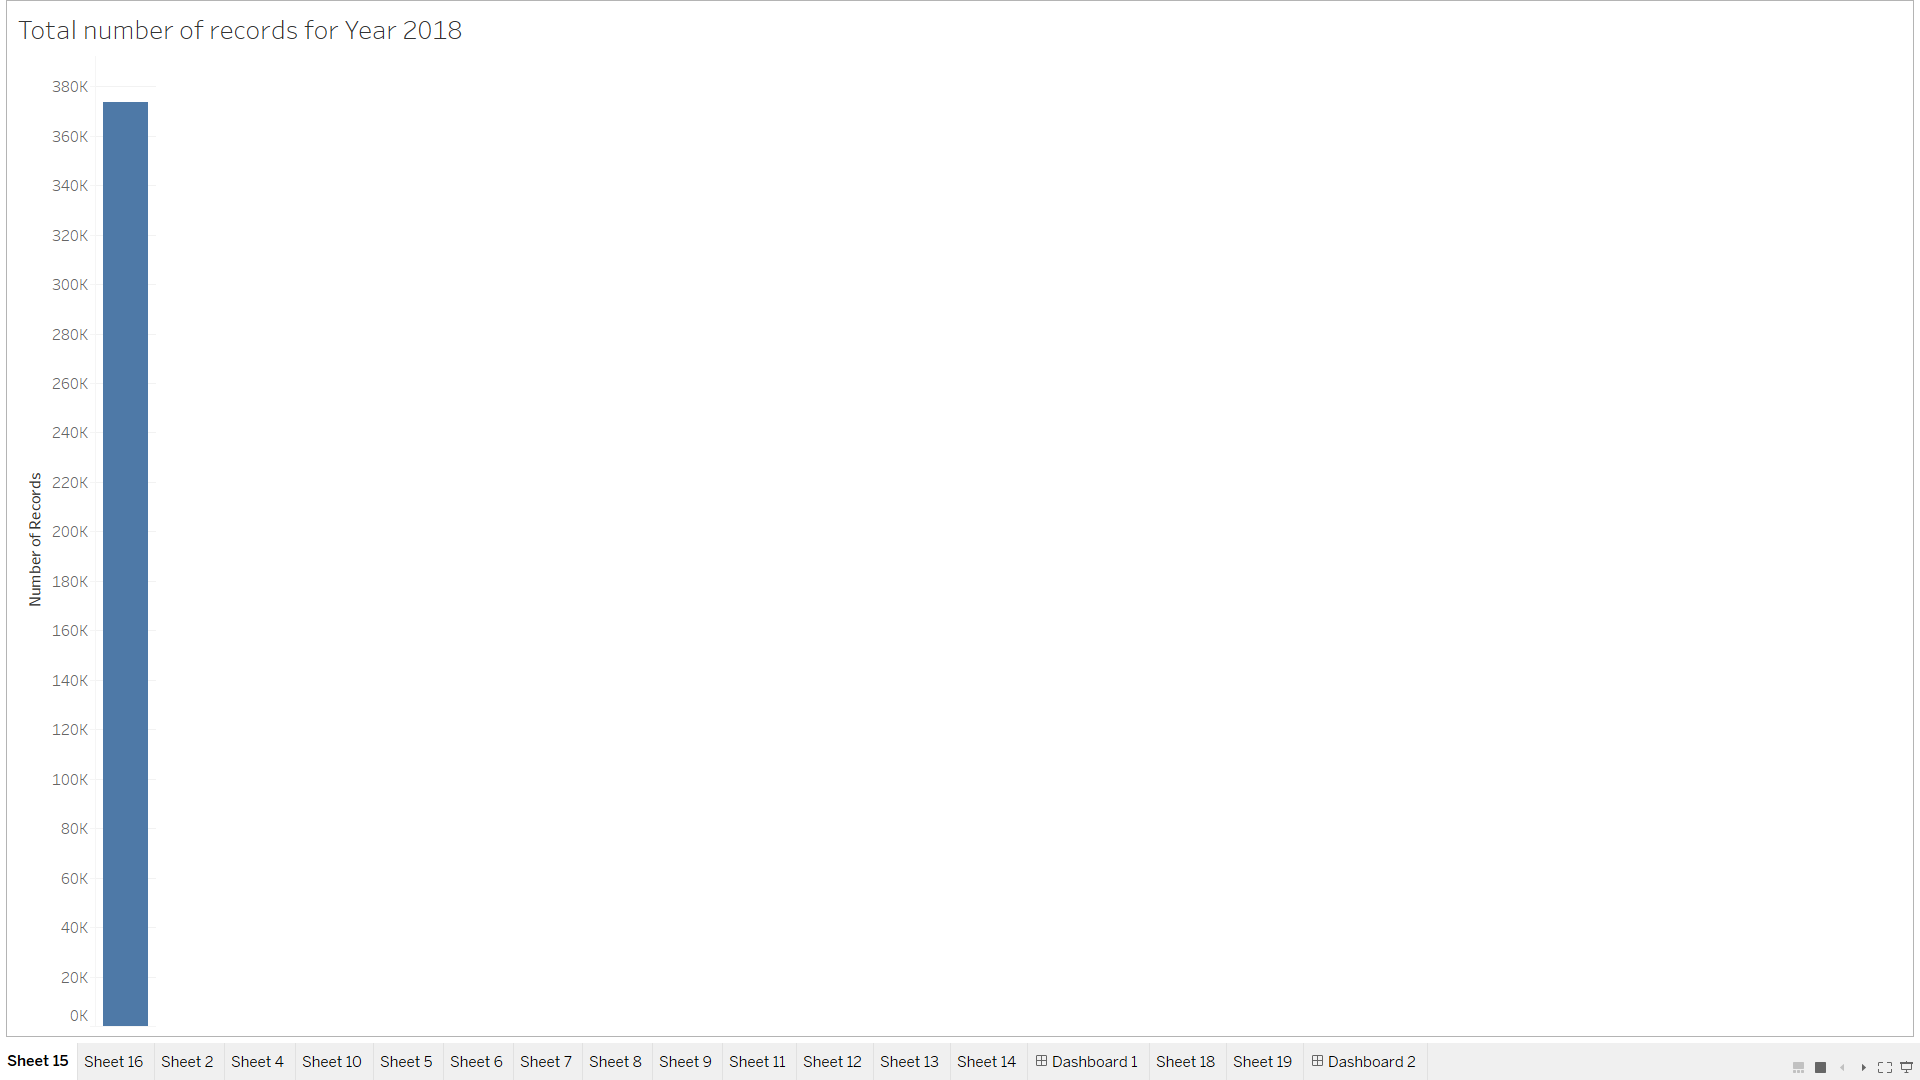 Total number of records for Year 2018
380K
360K
340K
320K
300K
280K
260K
240K
220K
200K
180K
160K
140K
120K
100K
80K
60K
40K
20K
0K
Number of Records
Sheet 15 Sheet 16 Sheet 2 Sheet 4 Sheet 10 Sheet 5 Sheet 6 Sheet 7 Sheet 8 Sheet 9 Sheet 11 Sheet 12 Sheet 13 Sheet 14 Dashboard 1 Sheet 18 Sheet 19 Dashboard 2